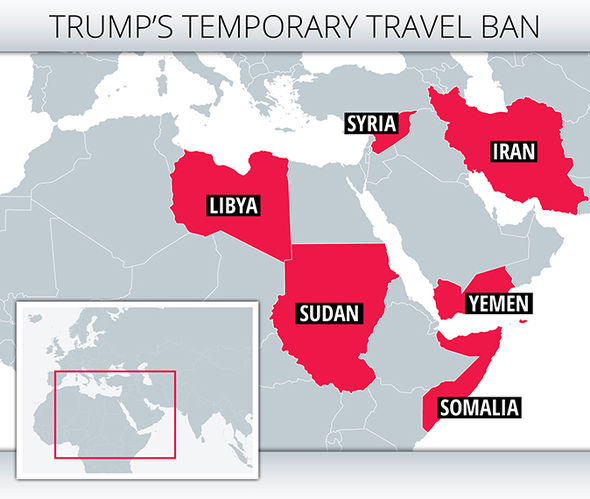 TRUMP'S TEMPORARY TRAVEL BAN
SYRIA
IRAN
LIBYA
SUDAN
YEMEN
SOMALIA